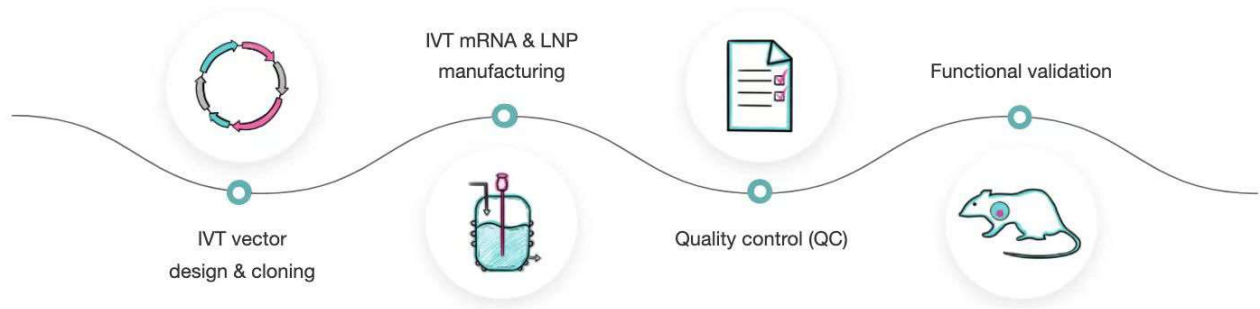 IVT vector
design & cloning
IVT mRNA & LNP
manufacturing
Quality control (QC)
Functional validation